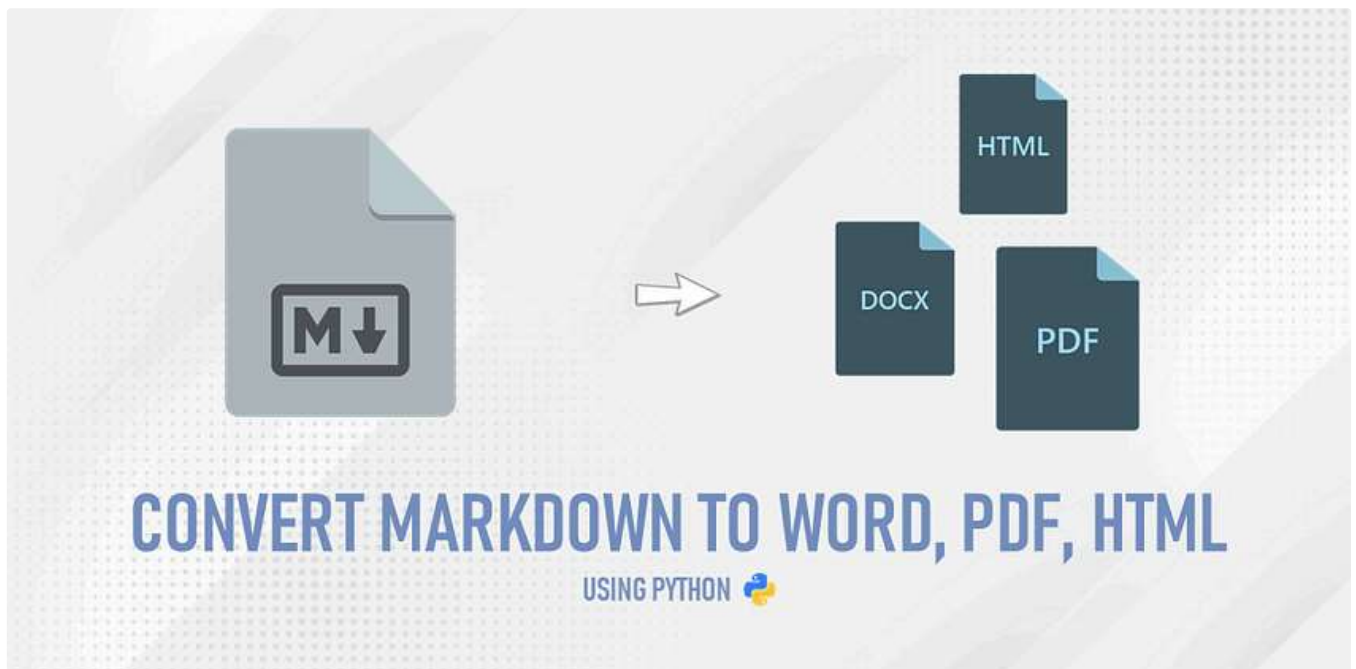 HTML
DOCX
PDF
M
CONVERT MARKDOWN TO WORD, PDF, HTML
USING PYTHON